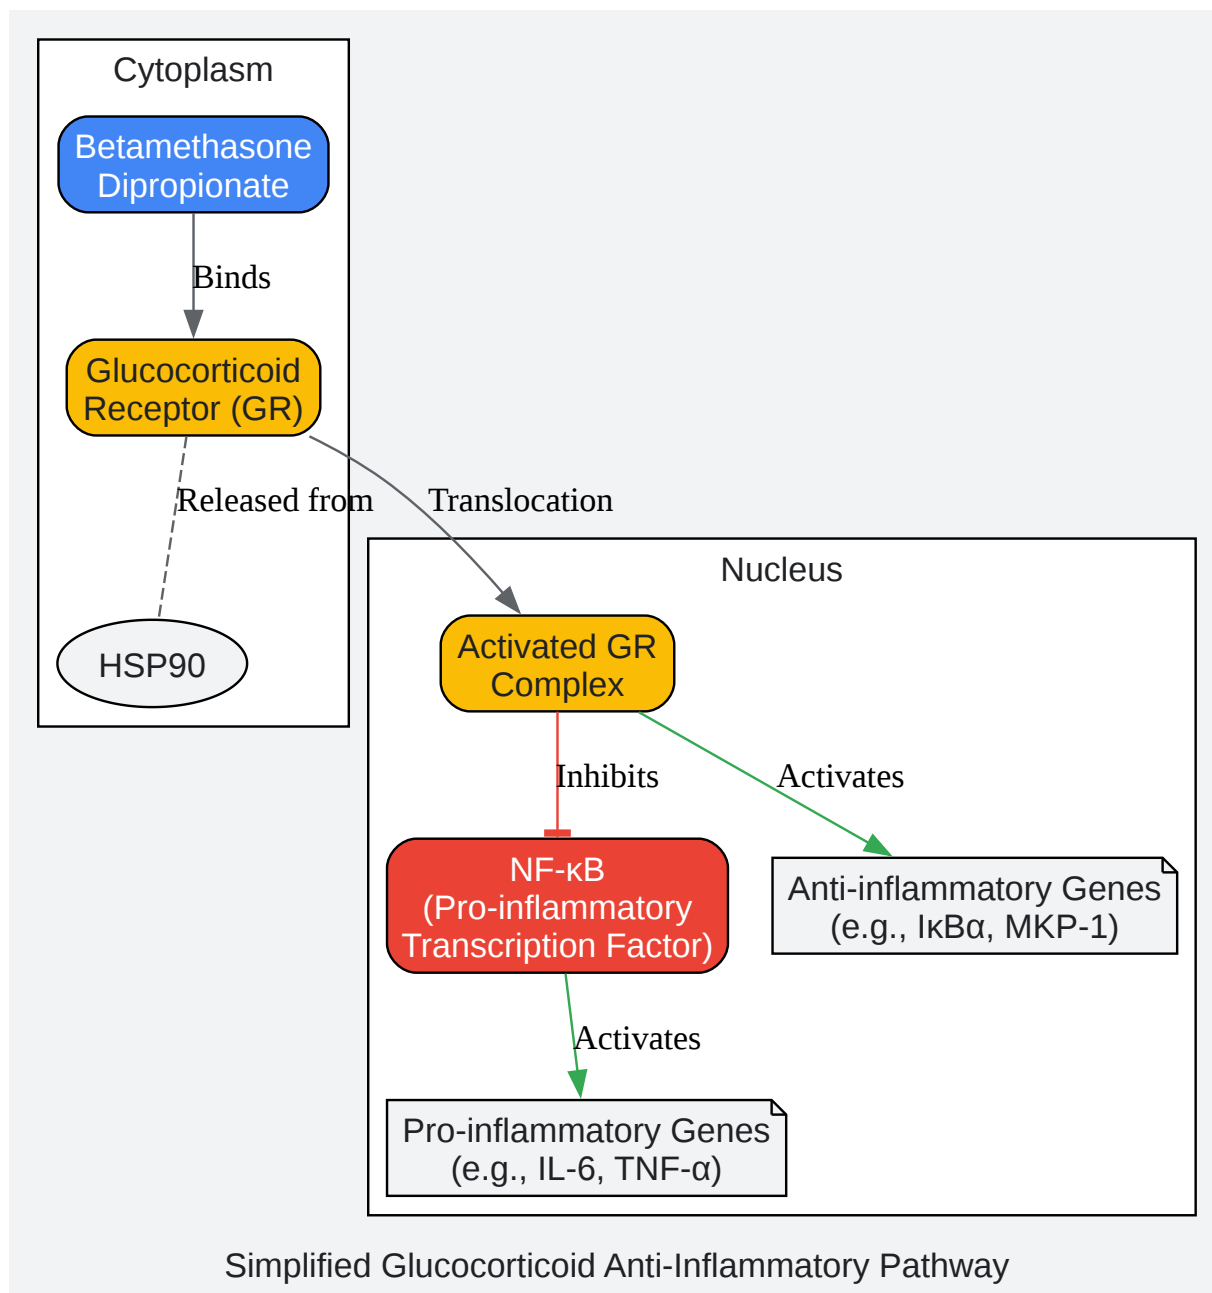 Cytoplasm
Betamethasone
Dipropionate
Binds
Glucocorticoid
Receptor (GR)
Released from
Translocation
HSP90
Nucleus
Activated GR
Complex
Inhibits
Activates
NF-κB
(Pro-inflammatory
Transcription Factor)
Anti-inflammatory Genes
(e.g., IκBα, MKP-1)
Activates
Pro-inflammatory Genes
(e.g., IL-6, TNF-α)
Simplified Glucocorticoid Anti-Inflammatory Pathway